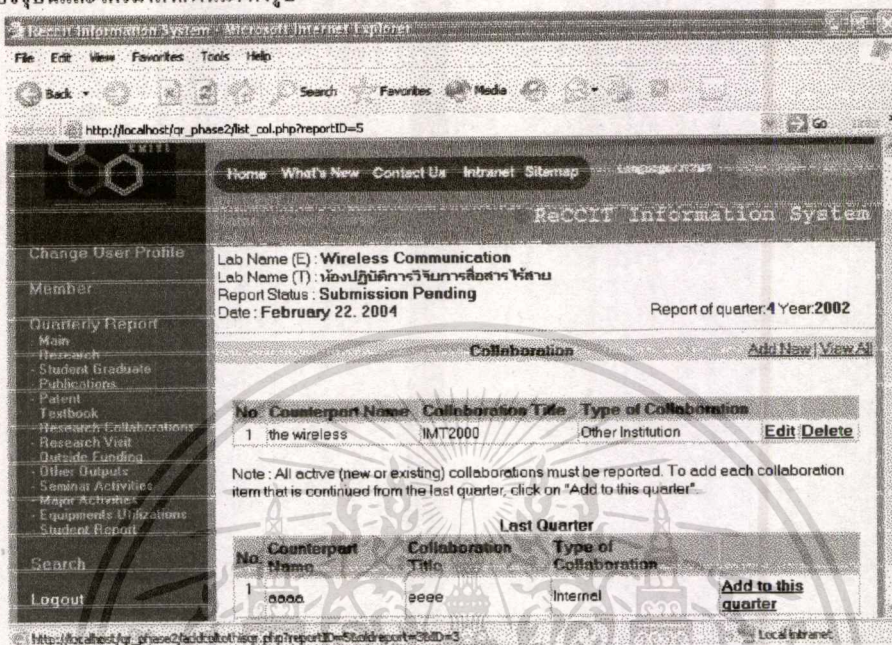 ReCCIT Information System - Microsoft Internet Explorer
File Edit View Favorites Tools Help
Back Search Favorites Media
http://localhost/qr_phase2/list_col.php?reportID=5 Go
KMITL
Home What's New Contact Us Intranet Sitemap
ReCCIT Information System
Change User Profile
Member
Quarterly Report
- Main
- Research
- Student Graduate
- Publications
- Patent
- Textbook
- Research Collaborations
- Research Visit
- Outside Funding
- Other Outputs
- Seminar Activities
- Major Activities
- Equipments Utilizations
- Student Report
Search
Logout
Lab Name (E) : Wireless Communication
Lab Name (T) : ห้องปฏิบัติการวิจัยการสื่อสารไร้สาย
Report Status : Submission Pending
Date : February 22. 2004 Report of quarter:4 Year:2002
Collaboration Add New | View All
No Counterpart Name Collaboration Title Type of Collaboration
1 the wireless IMT2000 Other Institution Edit Delete
Note : All active (new or existing) collaborations must be reported. To add each collaboration
item that is continued from the last quarter, click on "Add to this quarter".
Last Quarter
No Counterpart Name Collaboration Title Type of Collaboration
1 aaaa eeee Internel Add to this quarter
Local intranet